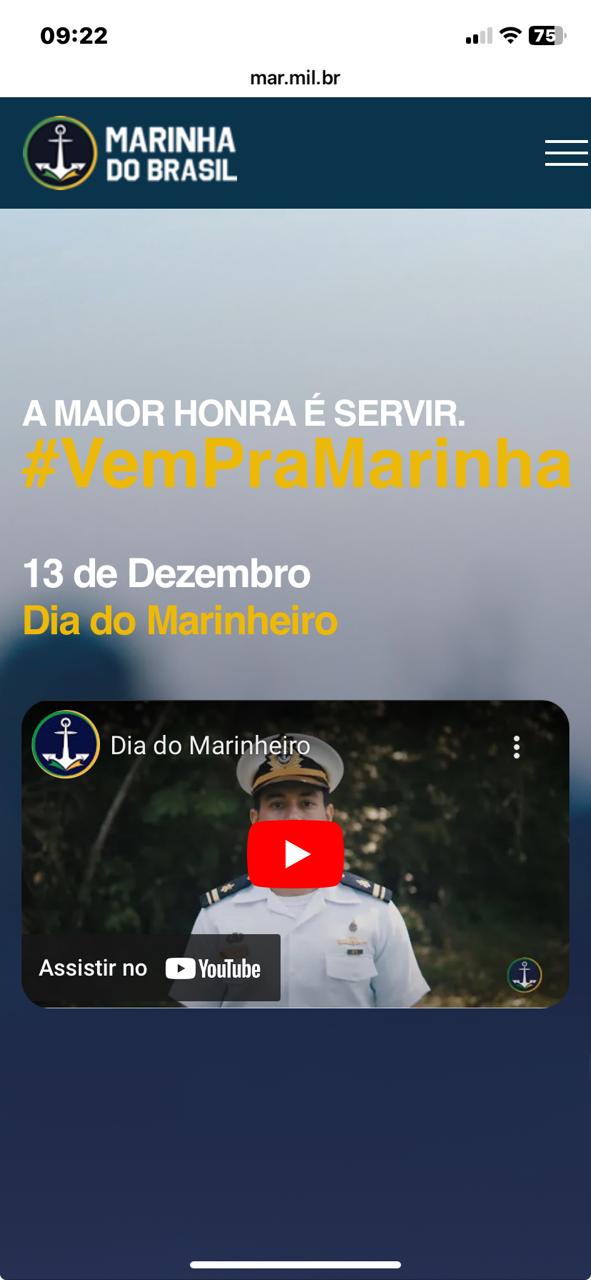 09:22
75
mar.mil.br
MARINHA
DO BRASIL
A MAIOR HONRA É SERVIR.
#VemPraMarinha
13 de Dezembro
Dia do Marinheiro
Dia do Marinheiro
Assistir no YouTube